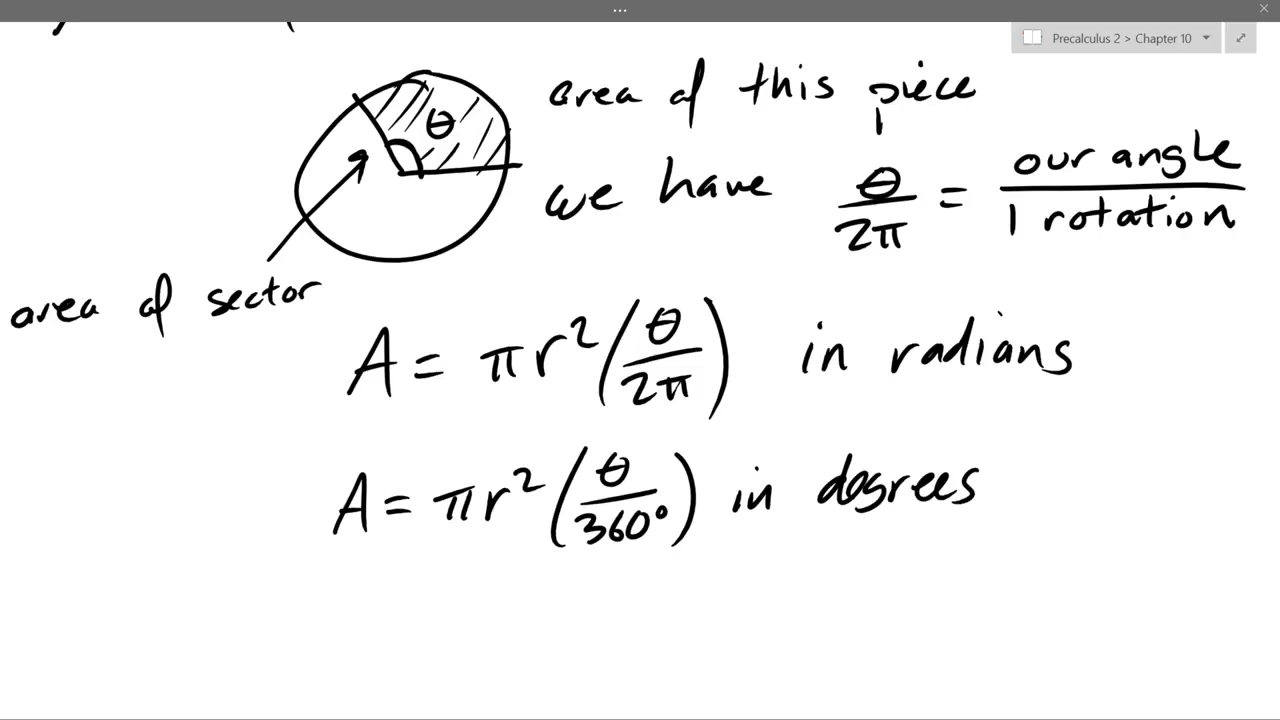 Precalculus 2 > Chapter 10
area of this piece
θ
we have θ/2π = our angle/1 rotation
area of sector
A = πr²(θ/2π) in radians
A = πr²(θ/360°) in degrees